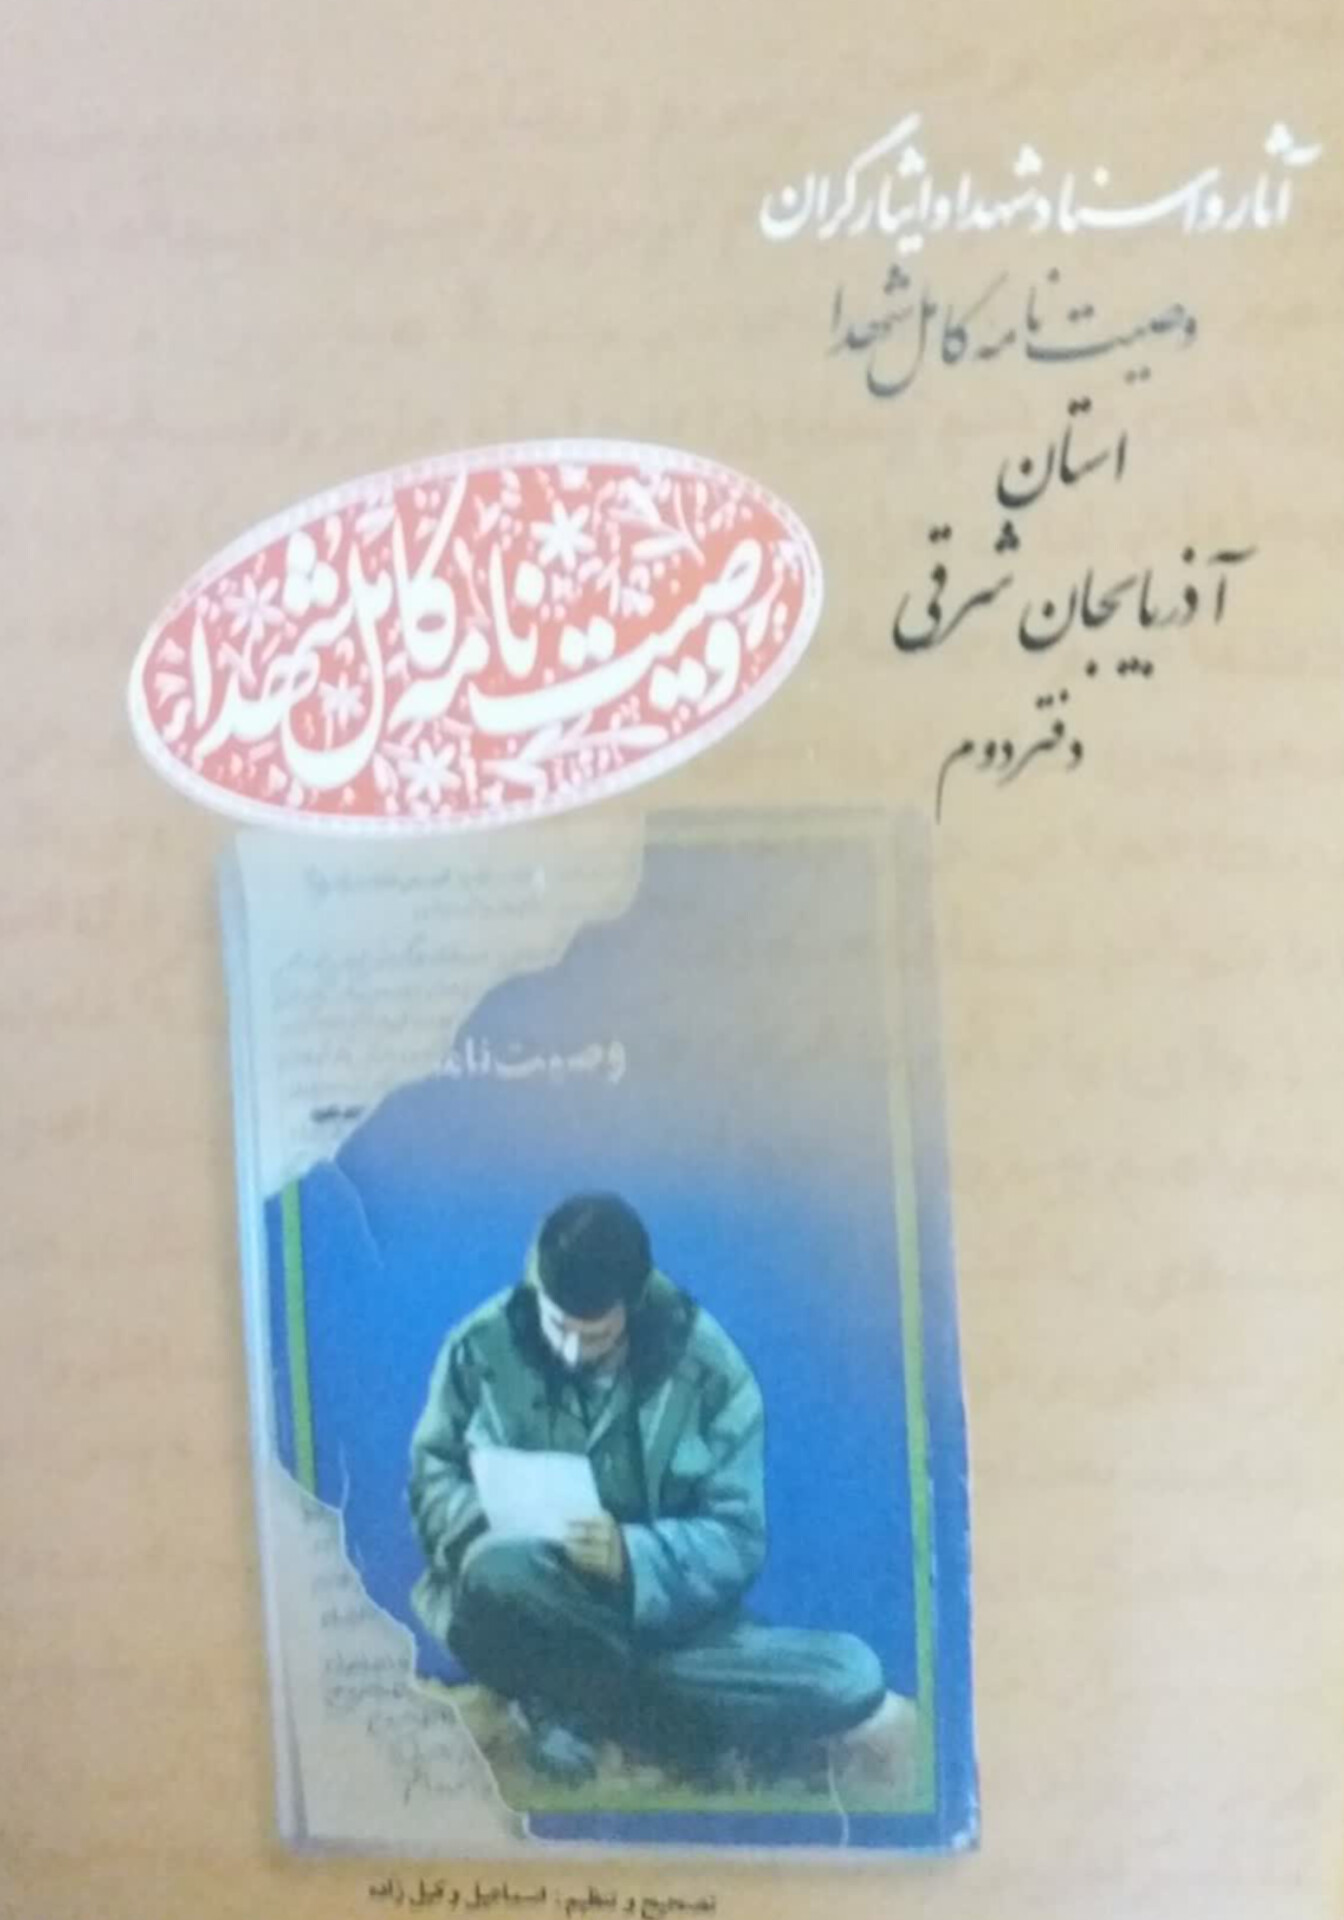 آثار و اسناد شهدا و ایثارگران
وصیت نامه کامل شهدا
استان
آذربایجان شرقی
دفتر دوم
وصیت نامه کامل شهدا
وصیت نامه
تصحیح و تنظیم : اسماعیل وکیل زاده